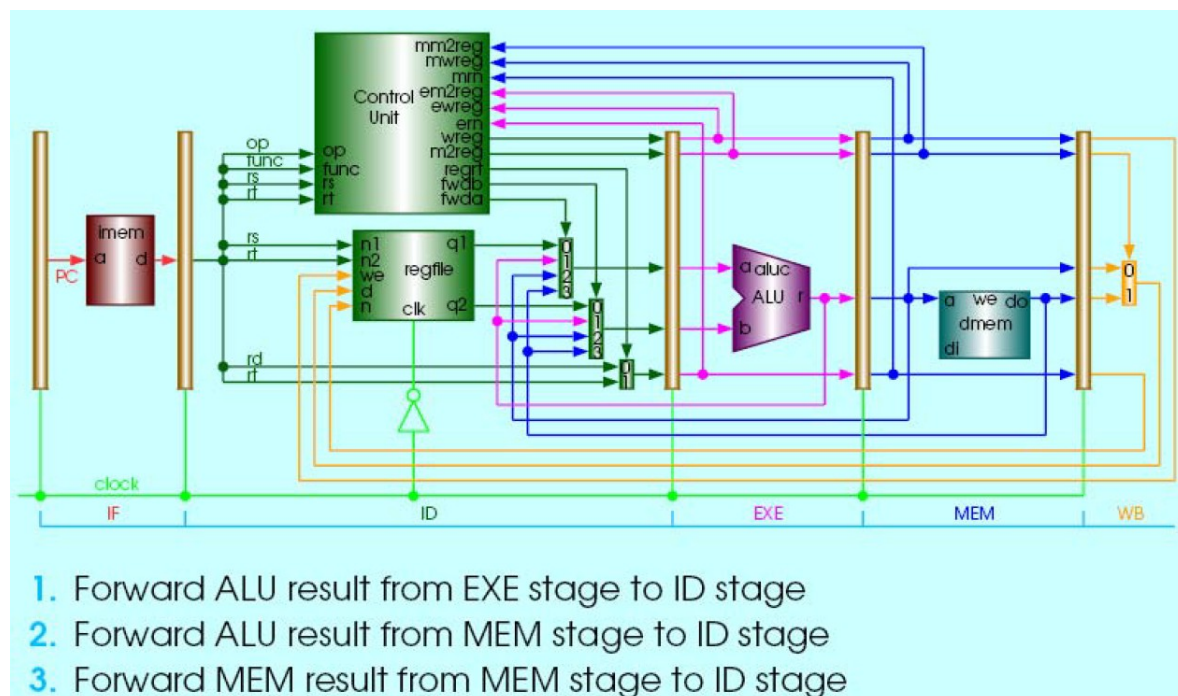 mm2reg
mwreg
mrn
em2reg
ewreg
ern
wreg
m2reg
regrt
fwdb
fwda
Control
Unit
op
func
rs
rt
op
func
rs
rt
imem
a d
PC
rs
rt
n1 q1
n2
we regfile
d
n q2
clk
0
1
2
3
0
1
2
3
rd
rt
0
1
a aluc
ALU r
b
a we do
dmem
di
0
1
clock
IF ID EXE MEM WB
1. Forward ALU result from EXE stage to ID stage
2. Forward ALU result from MEM stage to ID stage
3. Forward MEM result from MEM stage to ID stage